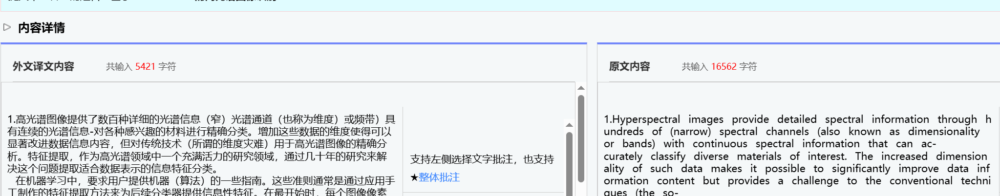 内容详情
外文译文内容 共输入 5421 字符
1.高光谱图像提供了数百种详细的光谱信息（窄）光谱通道（也称为维度）或频带）具
有连续的光谱信息-对各种感兴趣的材料进行精确分类。增加这些数据的维度使得可以
显著改进数据信息内容，但对传统技术（所谓的维度灾难）用于高光谱图像的精确分
析。特征提取，作为高光谱领域中一个充满活力的研究领域，通过几十年的研究来解
决这个问题提取适合数据表示的信息特征分类。
在机器学习中，要求用户提供机器（算法）的一些指南。这些准则通常是通过应用手
工制作的特征提取方法来为后续分类器提供信息性特征。在最开始时，每个图像像素
支持左侧选择文字批注，也支持
★整体批注
原文内容 共输入 16562 字符
1.Hyperspectral images provide detailed spectral information through h
undreds of (narrow) spectral channels (also known as dimensionality
or bands) with continuous spectral information that can ac-
curately classify diverse materials of interest. The increased dimension
ality of such data makes it possible to significantly improve data inf
ormation content but provides a challenge to the conventional techni
ques (the so-